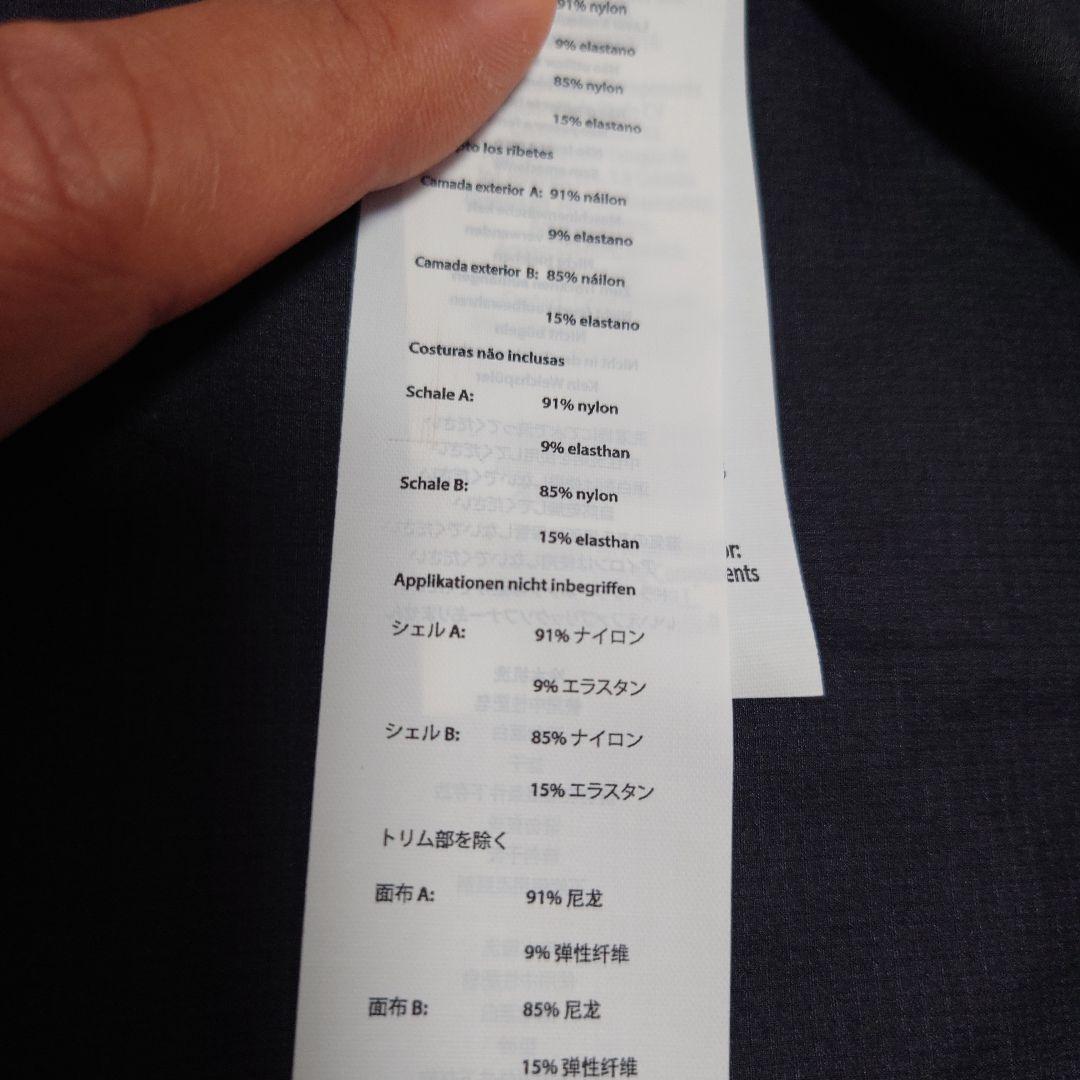 91% nylon
9% elastano
85% nylon
15% elastano
los ribetes
Camada exterior A: 91% náilon
9% elastano
Camada exterior B: 85% náilon
15% elastano
Costuras não inclusas
Schale A: 91% nylon
9% elasthan
Schale B: 85% nylon
15% elasthan
Applikationen nicht inbegriffen
シェル A: 91% ナイロン
9% エラスタン
シェル B: 85% ナイロン
15% エラスタン
トリム部を除く
面布 A: 91% 尼龙
9% 弹性纤维
面布 B: 85% 尼龙
15% 弹性纤维